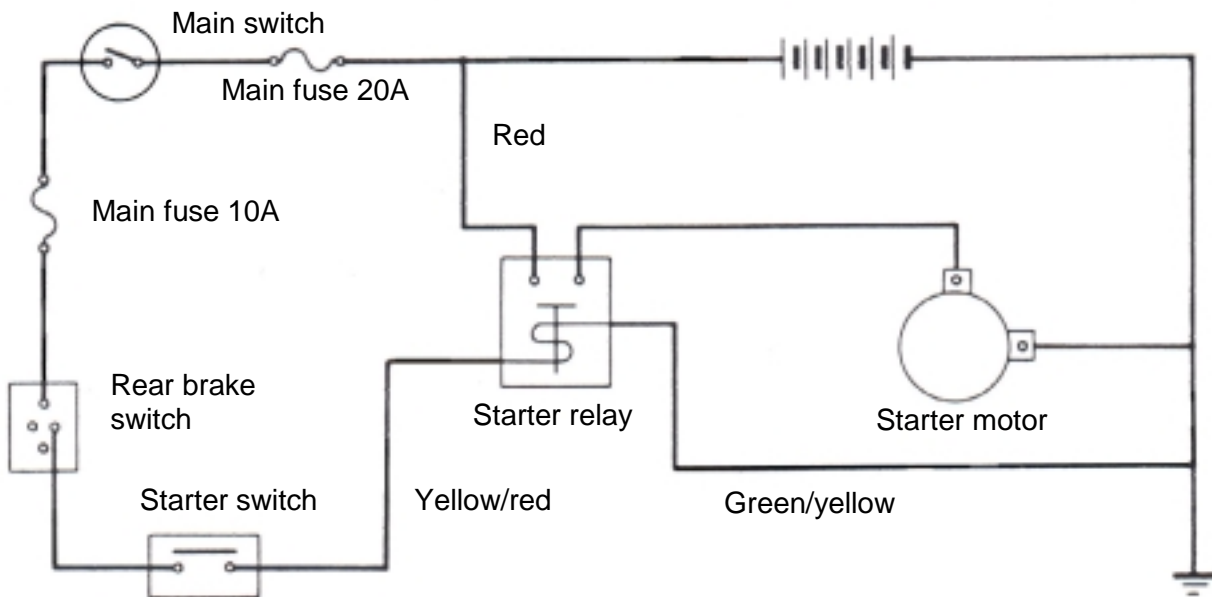 Main switch
Main fuse 20A
Red
Main fuse 10A
Rear brake
switch
Starter relay
Starter motor
Starter switch
Yellow/red
Green/yellow